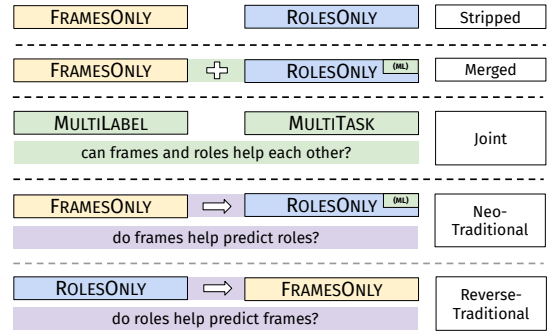 FRAMESONLY ROLESONLY Stripped
FRAMESONLY + ROLESONLY (ML) Merged
MULTILABEL MULTITASK Joint
can frames and roles help each other?
FRAMESONLY ⇨ ROLESONLY (ML) Neo-
Traditional
do frames help predict roles?
ROLESONLY ⇨ FRAMESONLY Reverse-
Traditional
do roles help predict frames?